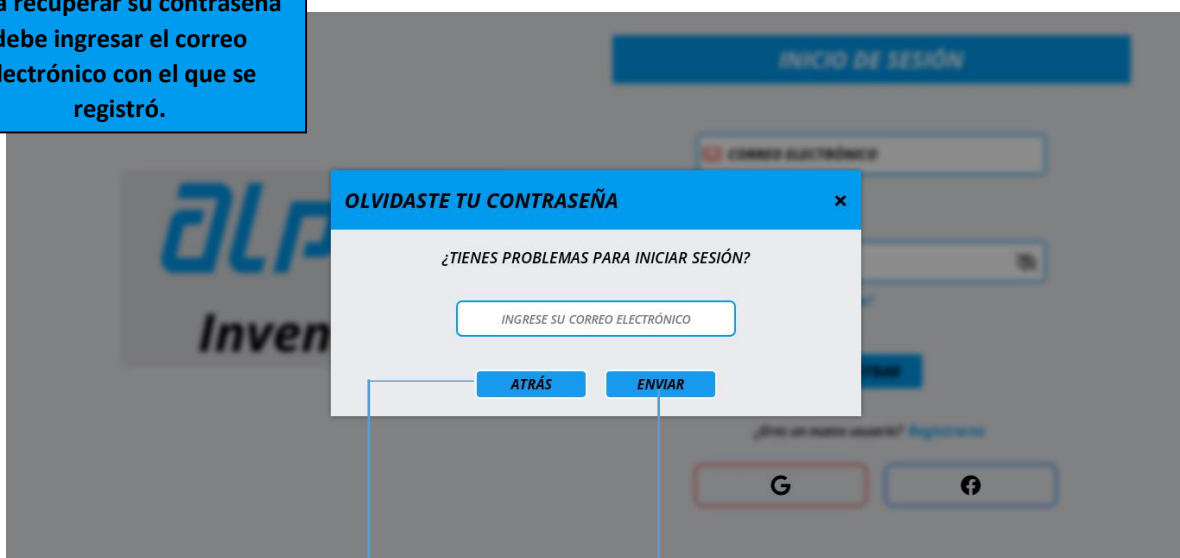 a recuperar su contraseña
debe ingresar el correo
lectrónico con el que se
registró.
INICIO DE SESIÓN
CORREO ELECTRÓNICO
OLVIDASTE TU CONTRASEÑA ×
¿TIENES PROBLEMAS PARA INICIAR SESIÓN?
INGRESE SU CORREO ELECTRÓNICO
ATRÁS ENVIAR
Inven
¿Eres un nuevo usuario? Registrarse
G